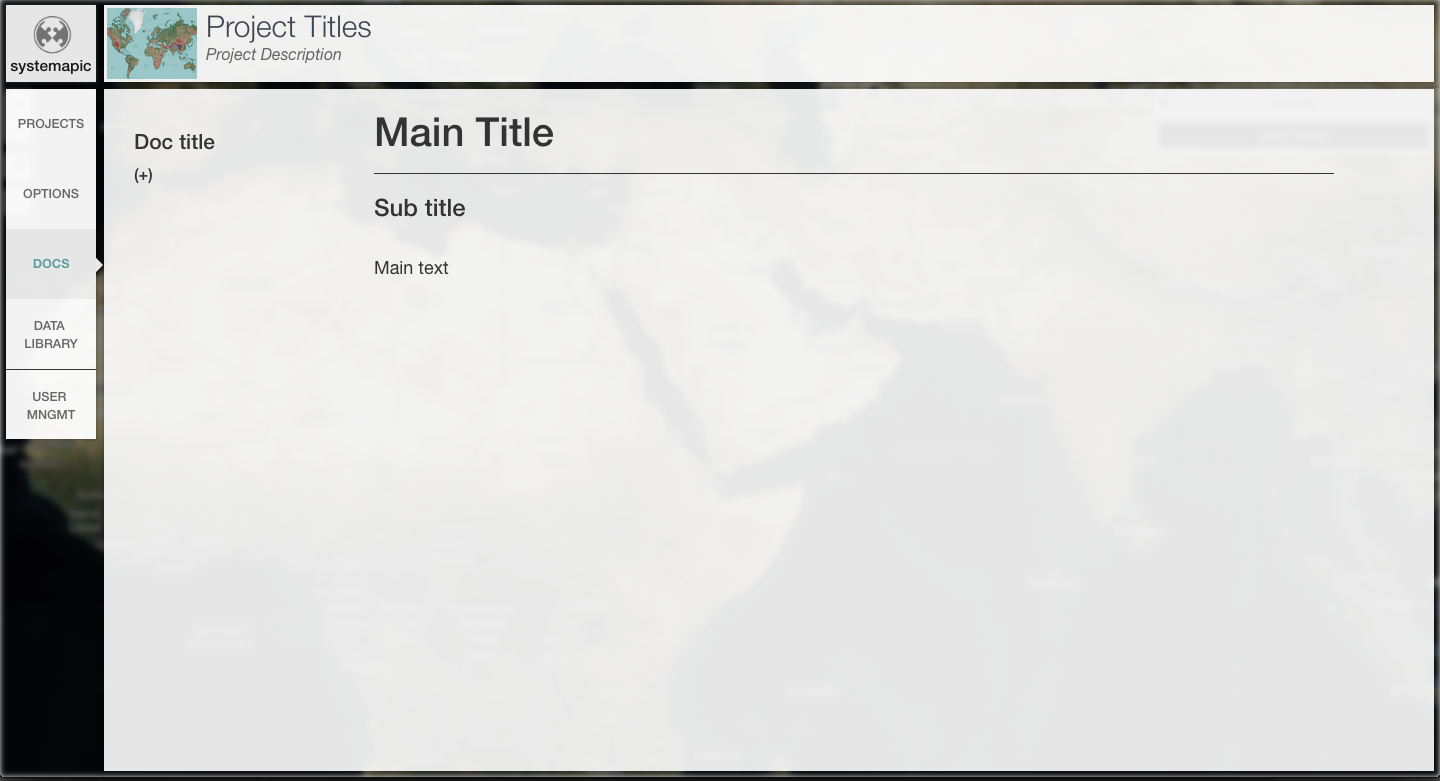 systemapic
Project Titles
Project Description
PROJECTS
OPTIONS
DOCS
DATA
LIBRARY
USER
MNGMT
Doc title
(+)
Main Title
Sub title
Main text